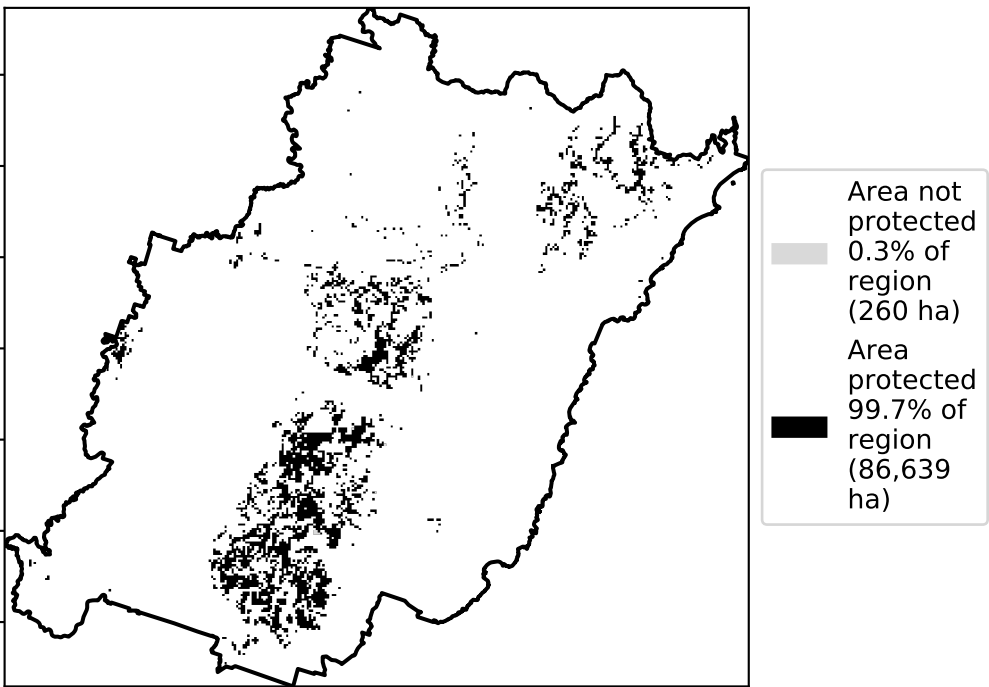 Area not
protected
0.3% of
region
(260 ha)
Area
protected
99.7% of
region
(86,639
ha)